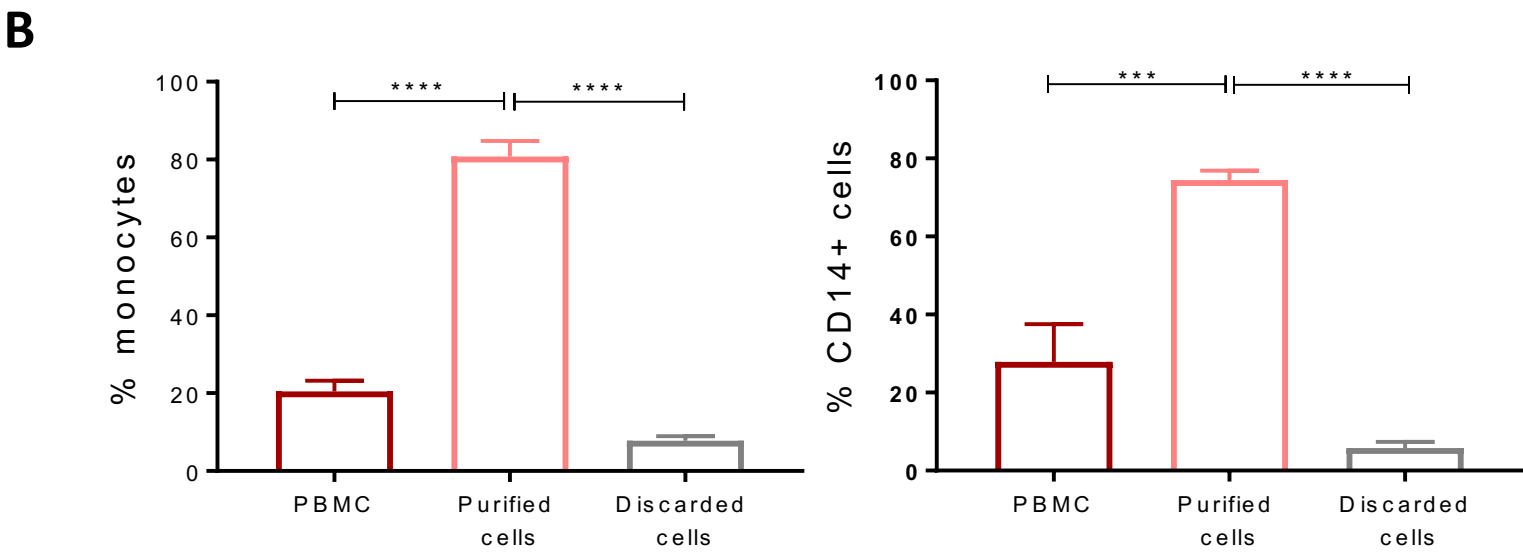 B
% monocytes
100
80
60
40
20
0
**** ****
PBMC Purified Discarded
cells cells
% CD14+ cells
100
80
60
40
20
0
*** ****
PBMC Purified Discarded
cells cells